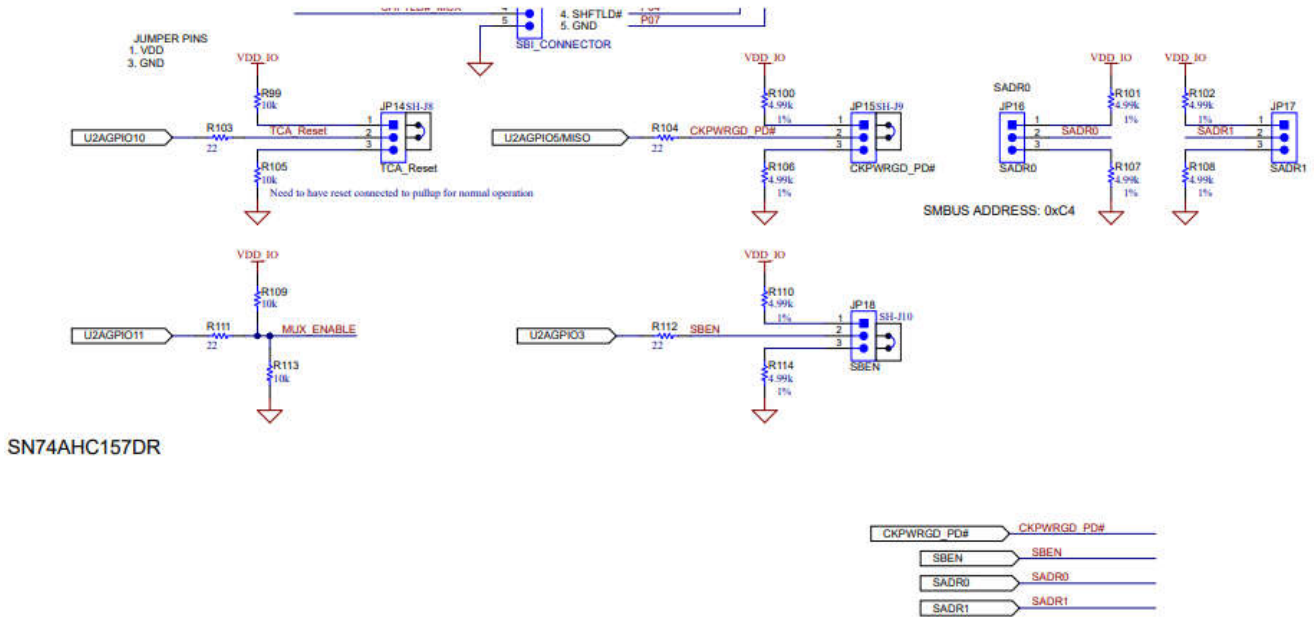 4
5
4. SHFTLD#
5. GND
P07
SBI_CONNECTOR
JUMPER PINS
1. VDD
3. GND
VDD_IO
R99
10k
U2AGPIO10
R103
22
TCA_Reset
JP14 SH-J8
1
2
3
TCA_Reset
R105
10k
Need to have reset connected to pullup for normal operation
VDD_IO
R100
4.99k
1%
U2AGPIO5/MISO
R104
22
CKPWRGD_PD#
JP15 SH-J9
1
2
3
CKPWRGD_PD#
R106
4.99k
1%
SADR0
JP16
1
2
3
SADR0
SADR0
VDD_IO
R101
4.99k
1%
R107
4.99k
1%
VDD_IO
R102
4.99k
1%
SADR1
JP17
1
2
3
SADR1
R108
4.99k
1%
SMBUS ADDRESS: 0xC4
VDD_IO
R109
10k
U2AGPIO11
R111
22
MUX_ENABLE
R113
10k
VDD_IO
R110
4.99k
1%
U2AGPIO3
R112
22
SBEN
JP18
SH-J10
1
2
3
SBEN
R114
4.99k
1%
SN74AHC157DR
CKPWRGD_PD# CKPWRGD_PD#
SBEN SBEN
SADR0 SADR0
SADR1 SADR1